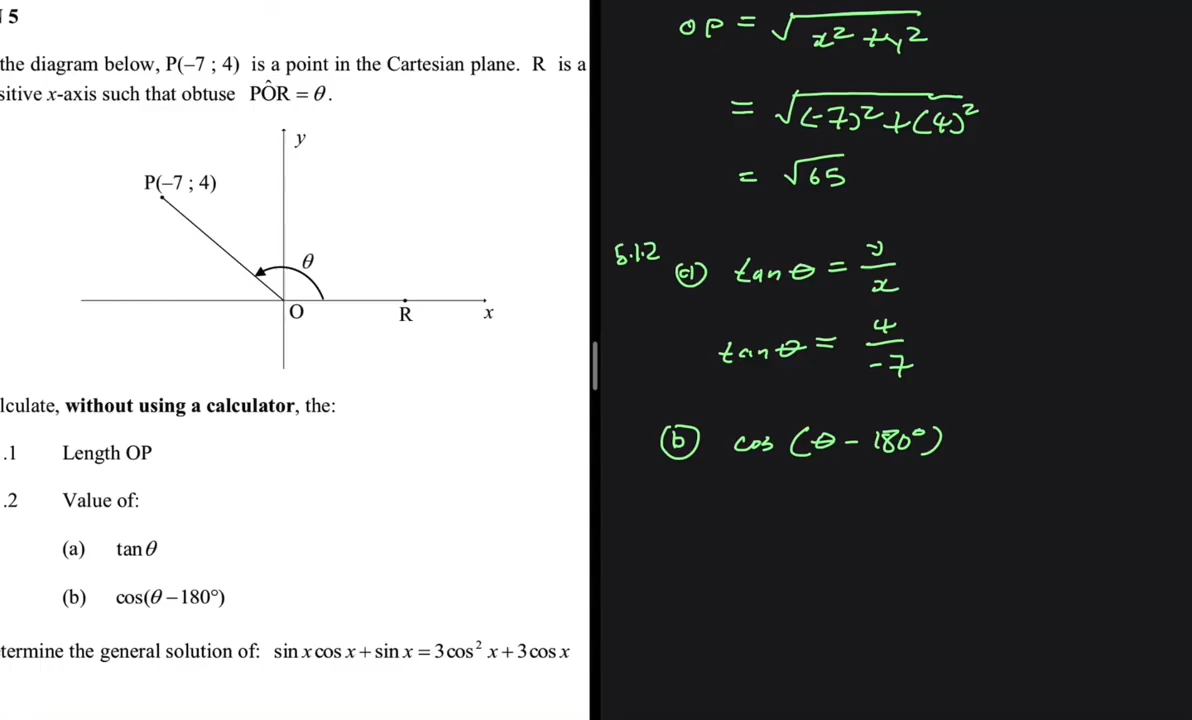 N 5
the diagram below, P(–7 ; 4) is a point in the Cartesian plane. R is a
sitive x-axis such that obtuse PÔR = θ.
y
P(–7 ; 4)
θ
O
R
x
lculate, without using a calculator, the:
.1 Length OP
.2 Value of:
(a) tan θ
(b) cos(θ – 180°)
termine the general solution of: sin x cos x + sin x = 3cos² x + 3cos x
OP = √(x² + y²)
= √((-7)² + (4)²)
= √65
5.1.2 (a) tan θ = y/x
tan θ = 4/-7
(b) cos (θ - 180°)